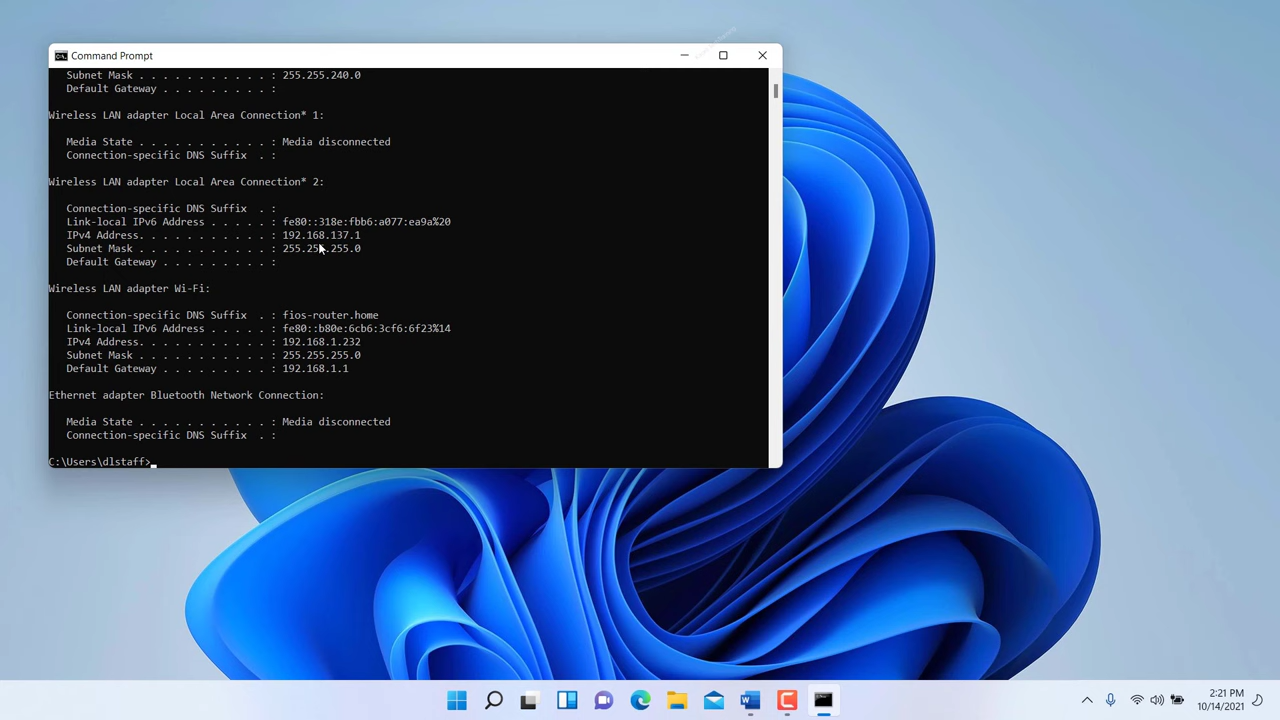 Command Prompt
Subnet Mask . . . . . . . . . . . : 255.255.240.0
Default Gateway . . . . . . . . . :
Wireless LAN adapter Local Area Connection* 1:
Media State . . . . . . . . . . . : Media disconnected
Connection-specific DNS Suffix  . :
Wireless LAN adapter Local Area Connection* 2:
Connection-specific DNS Suffix  . :
Link-local IPv6 Address . . . . . : fe80::318e:fbb6:a077:ea9a%20
IPv4 Address. . . . . . . . . . . : 192.168.137.1
Subnet Mask . . . . . . . . . . . : 255.255.255.0
Default Gateway . . . . . . . . . :
Wireless LAN adapter Wi-Fi:
Connection-specific DNS Suffix  . : fios-router.home
Link-local IPv6 Address . . . . . : fe80::b80e:6cb6:3cf6:6f23%14
IPv4 Address. . . . . . . . . . . : 192.168.1.232
Subnet Mask . . . . . . . . . . . : 255.255.255.0
Default Gateway . . . . . . . . . : 192.168.1.1
Ethernet adapter Bluetooth Network Connection:
Media State . . . . . . . . . . . : Media disconnected
Connection-specific DNS Suffix  . :
C:\Users\dlstaff>
2:21 PM
10/14/2021